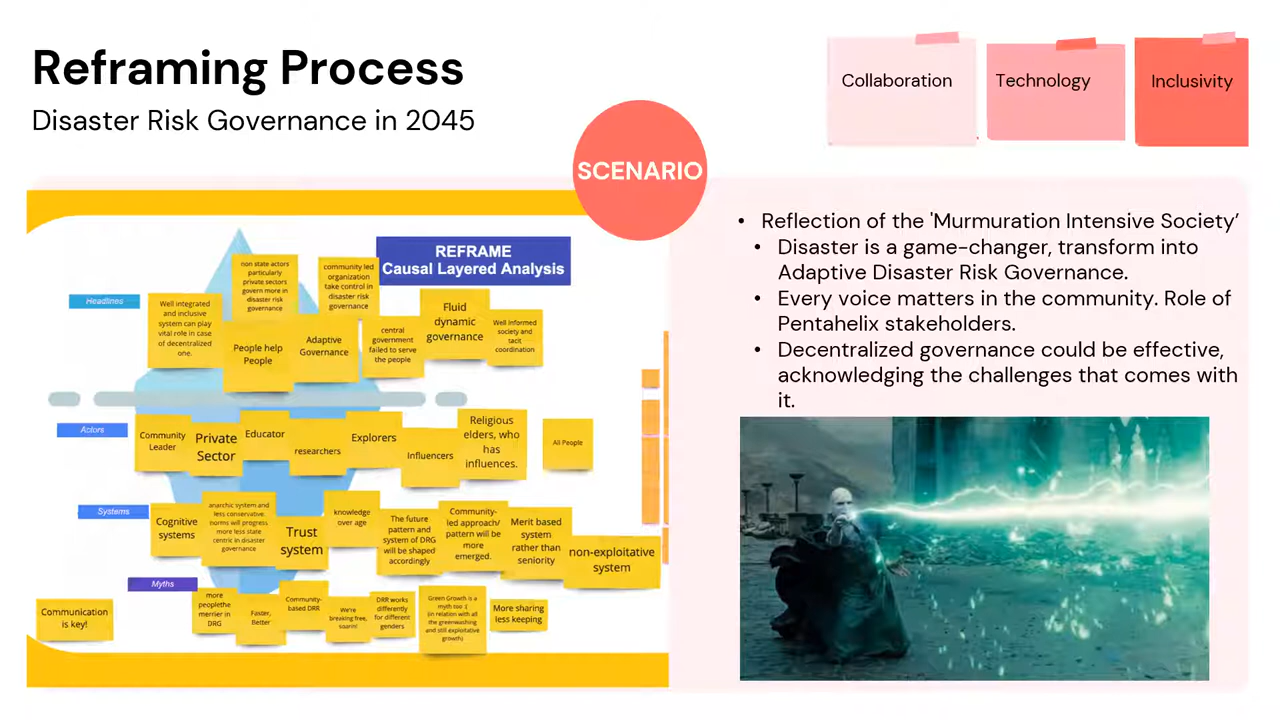 Reframing Process
Disaster Risk Governance in 2045
Collaboration
Technology
Inclusivity
SCENARIO
REFRAME
Causal Layered Analysis
Headlines
Well integrated
and inclusive
system can play
vital role in case
of decentralized
one.
non state actors
particularly
private sectors
govern more in
disaster risk
governance
People help
People
community led
organization
take control in
disaster risk
governance
Adaptive
Governance
central
government
failed to serve
the people
Fluid
dynamic
governance
Well informed
society and
tacit
coordination
Actors
Community
Leader
Private
Sector
Educator
researchers
Explorers
Influencers
Religious
elders, who
has
influences.
All People
Systems
Cognitive
systems
anarchic system and
less conservative
norms will progress
more less state
centric in disaster
governance
Trust
system
knowledge
over age
The future
pattern and
system of DRG
will be shaped
accordingly
Community-
led approach/
pattern will be
more
emerged.
Merit based
system
rather than
seniority
non-exploitative
system
Myths
Communication
is key!
more
peoplethe
merrier in
DRG
Faster,
Better
Community-
based DRR
We're
breaking free,
soarin!
DRR works
differently
for different
genders
Green Growth is a
myth too :(
(in relation with all
the greenwashing
and still exploitative
growth)
More sharing
less keeping
• Reflection of the 'Murmuration Intensive Society’
• Disaster is a game-changer, transform into
Adaptive Disaster Risk Governance.
• Every voice matters in the community. Role of
Pentahelix stakeholders.
• Decentralized governance could be effective,
acknowledging the challenges that comes with
it.